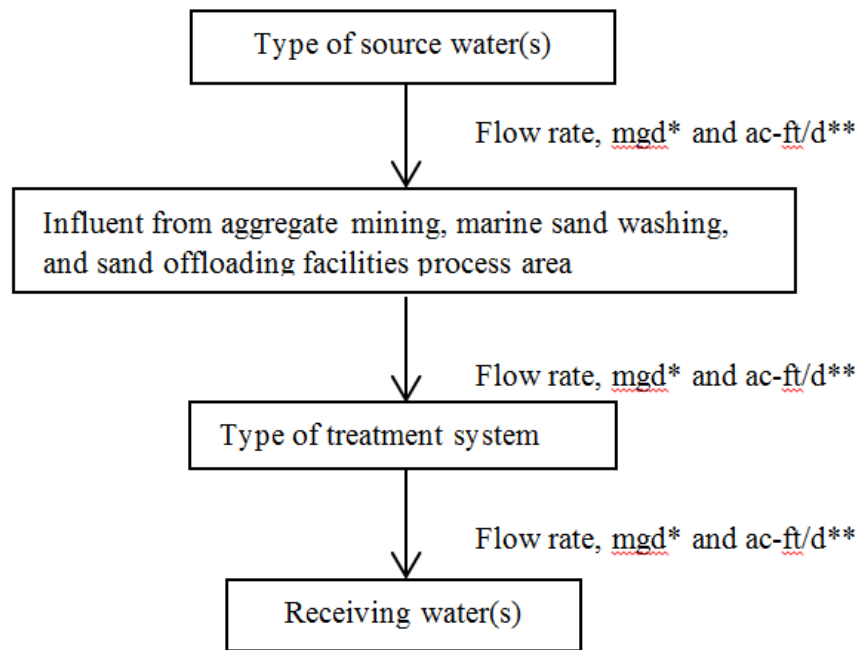 Type of source water(s)
Flow rate, mgd* and ac-ft/d**
Influent from aggregate mining, marine sand washing,
and sand offloading facilities process area
Flow rate, mgd* and ac-ft/d**
Type of treatment system
Flow rate, mgd* and ac-ft/d**
Receiving water(s)